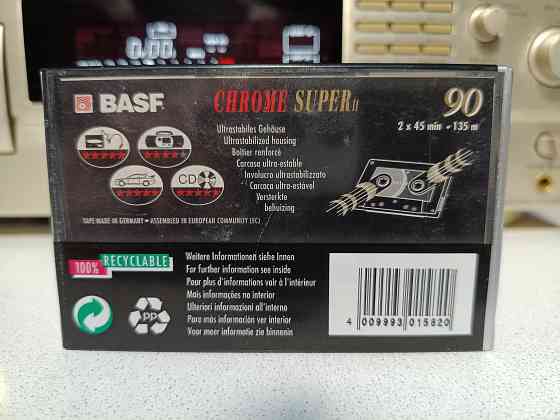 BASF
CHROME SUPER II
90
2 x 45 min - 135 m
Ultrastabiles Gehäuse
Ultrastabilized housing
Boîtier renforcé
Carcasa ultra-estable
Involucro ultrastabilizzato
Carcaça ultra-estável
Versterkte
behuizing
CD
TAPE MADE IN GERMANY - ASSEMBLED IN EUROPEAN COMMUNITY (EC)
100% RECYCLABLE
Weitere Informationen siehe Innen
For further information see inside
Pour plus d'informations voir à l'intérieur
Mais informações no interior
Ulteriori informazioni all'interno
Para más información ver interior
Voor meer informatie zie binnenin
PP
4 009993 015820